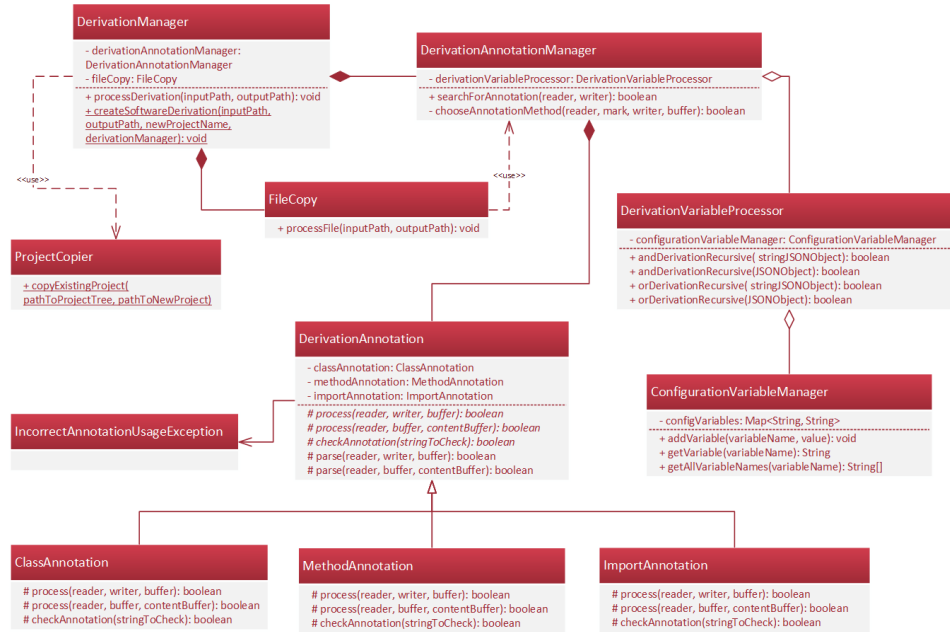 DerivationManager
- derivationAnnotationManager:
DerivationAnnotationManager
- fileCopy: FileCopy
+ processDerivation(inputPath, outputPath): void
+ createSoftwareDerivation(inputPath,
outputPath, newProjectName,
derivationManager): void
DerivationAnnotationManager
- derivationVariableProcessor: DerivationVariableProcessor
+ searchForAnnotation(reader, writer): boolean
- chooseAnnotationMethod(reader, mark, writer, buffer): boolean
<<use>>
<<use>>
FileCopy
+ processFile(inputPath, outputPath): void
ProjectCopier
+ copyExistingProject(
pathToProjectTree, pathToNewProject)
DerivationVariableProcessor
- configurationVariableManager: ConfigurationVariableManager
+ andDerivationRecursive( stringJSONObject): boolean
+ andDerivationRecursive(JSONObject): boolean
+ orDerivationRecursive( stringJSONObject): boolean
+ orDerivationRecursive(JSONObject): boolean
DerivationAnnotation
- classAnnotation: ClassAnnotation
- methodAnnotation: MethodAnnotation
- importAnnotation: ImportAnnotation
# process(reader, writer, buffer): boolean
# process(reader, buffer, contentBuffer): boolean
# checkAnnotation(stringToCheck): boolean
# parse(reader, writer, buffer): boolean
# parse(reader, buffer, contentBuffer): boolean
IncorrectAnnotationUsageException
ConfigurationVariableManager
- configVariables: Map<String, String>
+ addVariable(variableName, value): void
+ getVariable(variableName): String
+ getAllVariableNames(variableName): String[]
ClassAnnotation
# process(reader, writer, buffer): boolean
# process(reader, buffer, contentBuffer): boolean
# checkAnnotation(stringToCheck): boolean
MethodAnnotation
# process(reader, writer, buffer): boolean
# process(reader, buffer, contentBuffer): boolean
# checkAnnotation(stringToCheck): boolean
ImportAnnotation
# process(reader, writer, buffer): boolean
# process(reader, buffer, contentBuffer): boolean
# checkAnnotation(stringToCheck): boolean